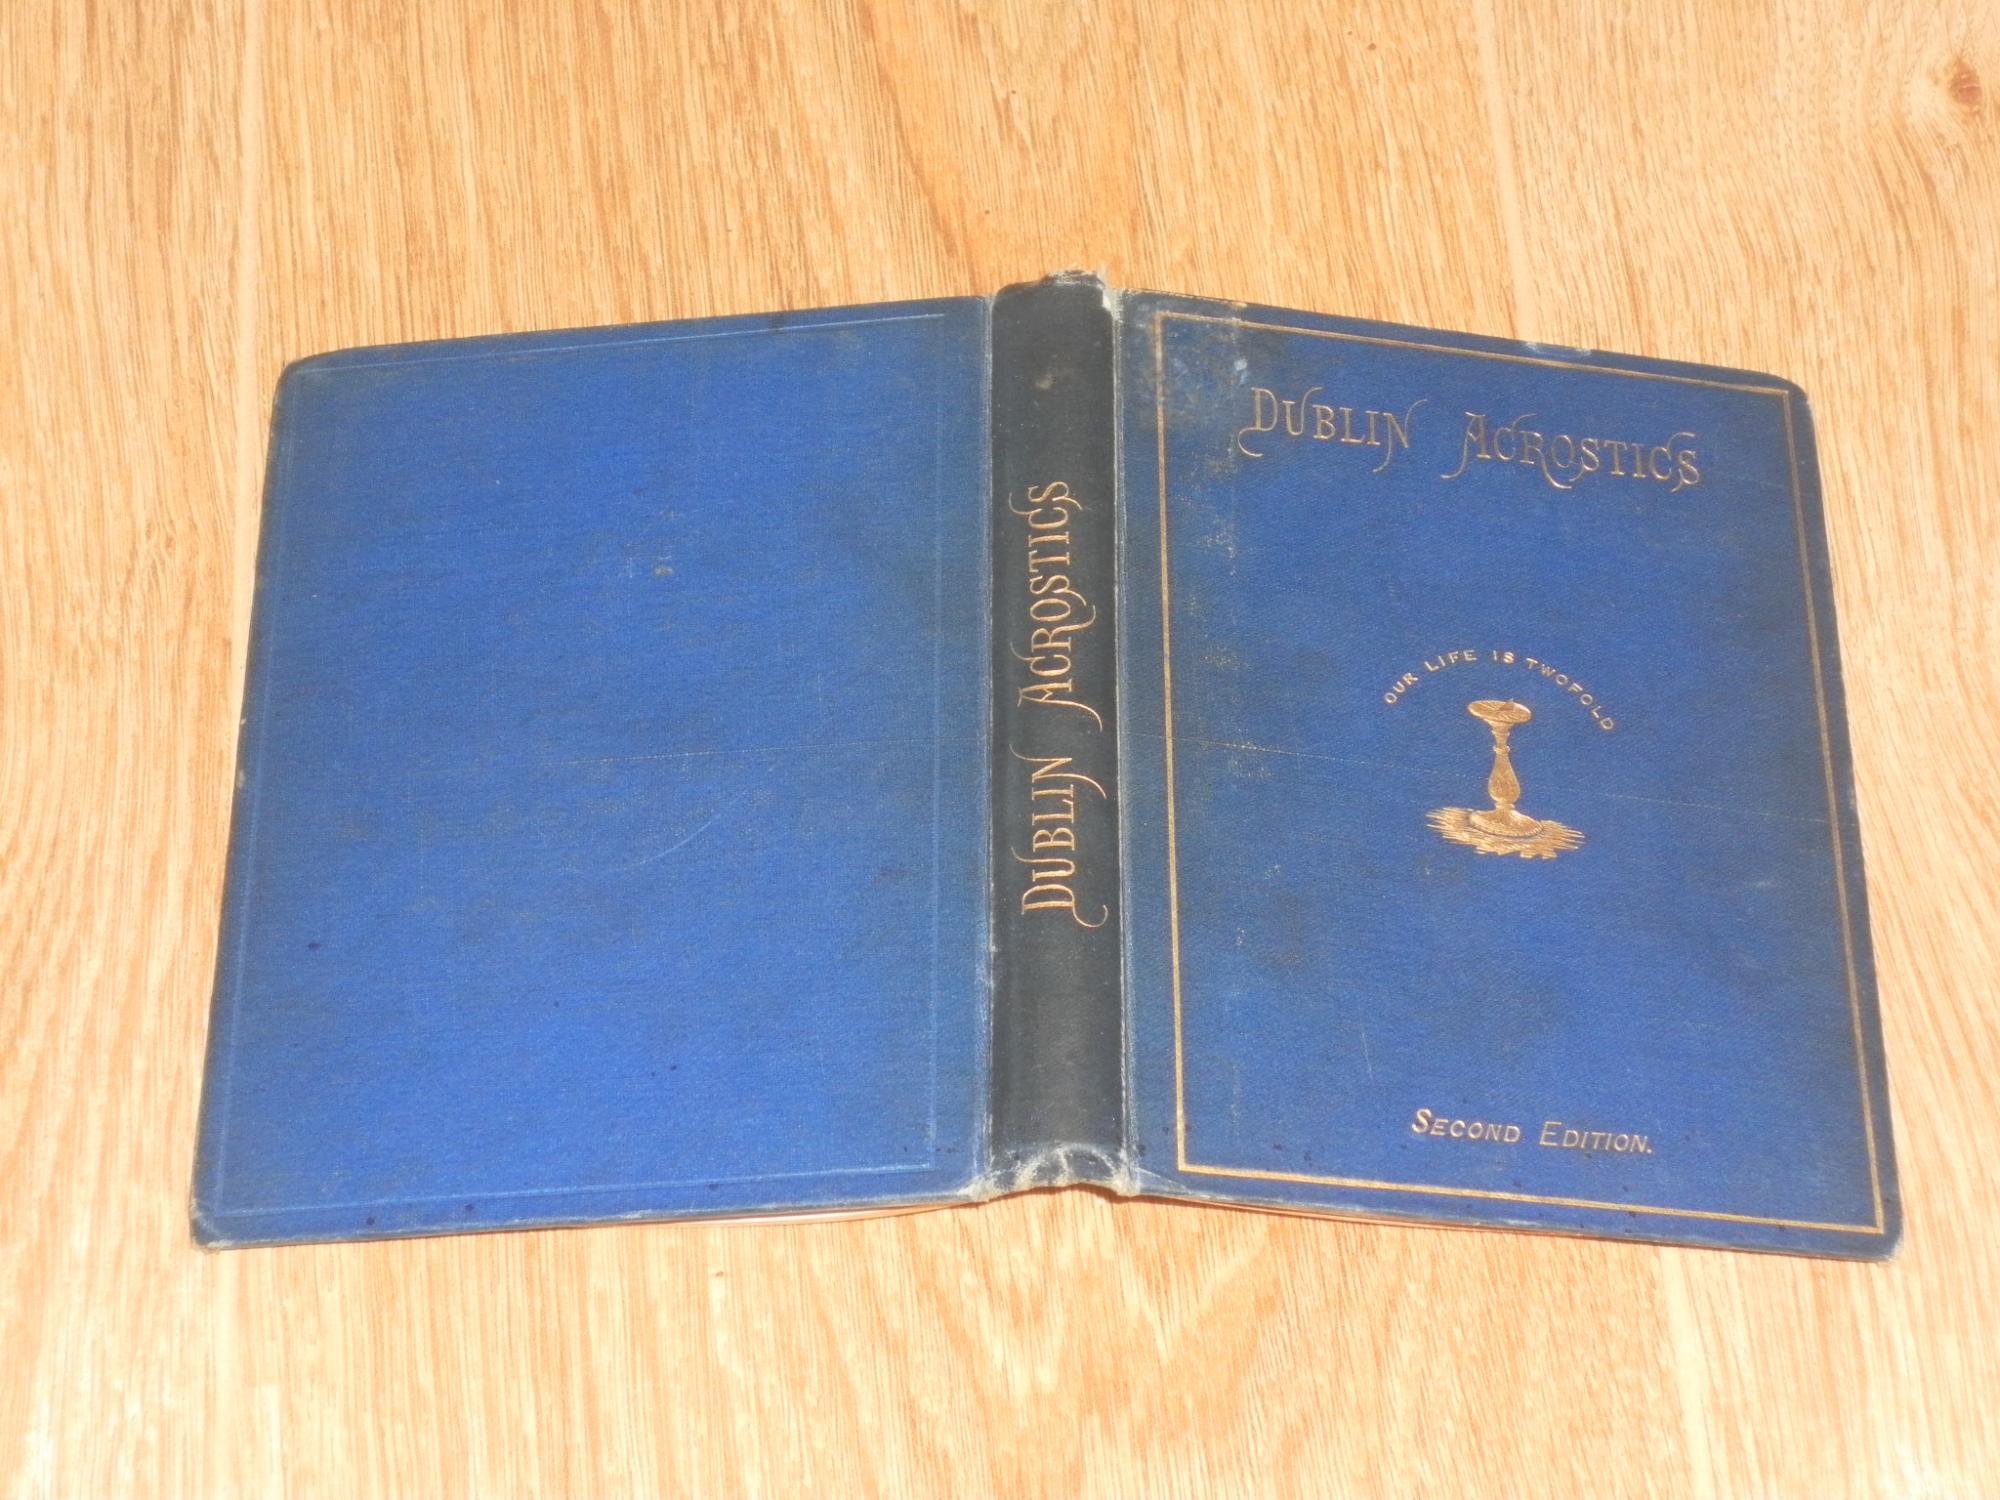 DUBLIN ACROSTICS
DUBLIN ACROSTICS
OUR LIFE IS TWOFOLD
SECOND EDITION.